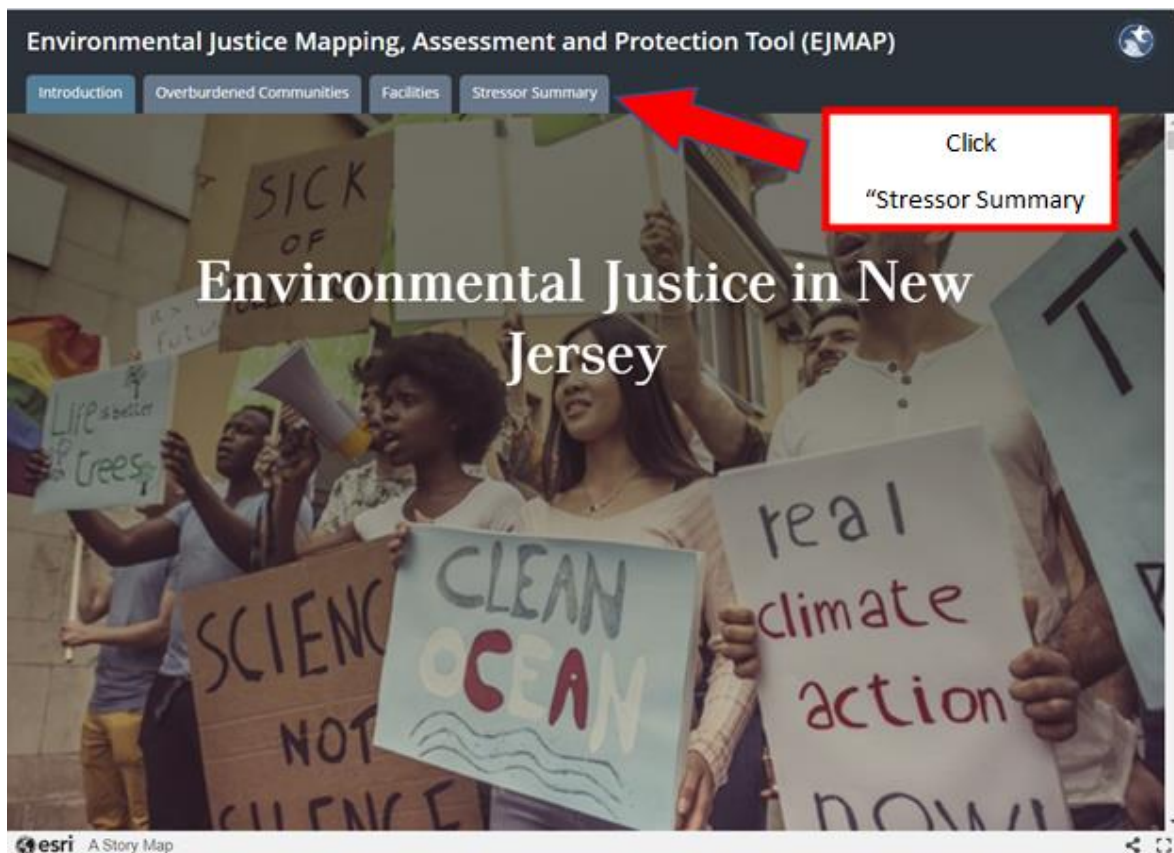 Environmental Justice Mapping, Assessment and Protection Tool (EJMAP)
Introduction Overburdened Communities Facilities Stressor Summary
Click
“Stressor Summary
SICK
OF
Environmental Justice in New
Jersey
Life is better
trees
real
climate
action
now!
CLEAN
OCEAN
SCIENC
NOT
SILENCE
esri A Story Map